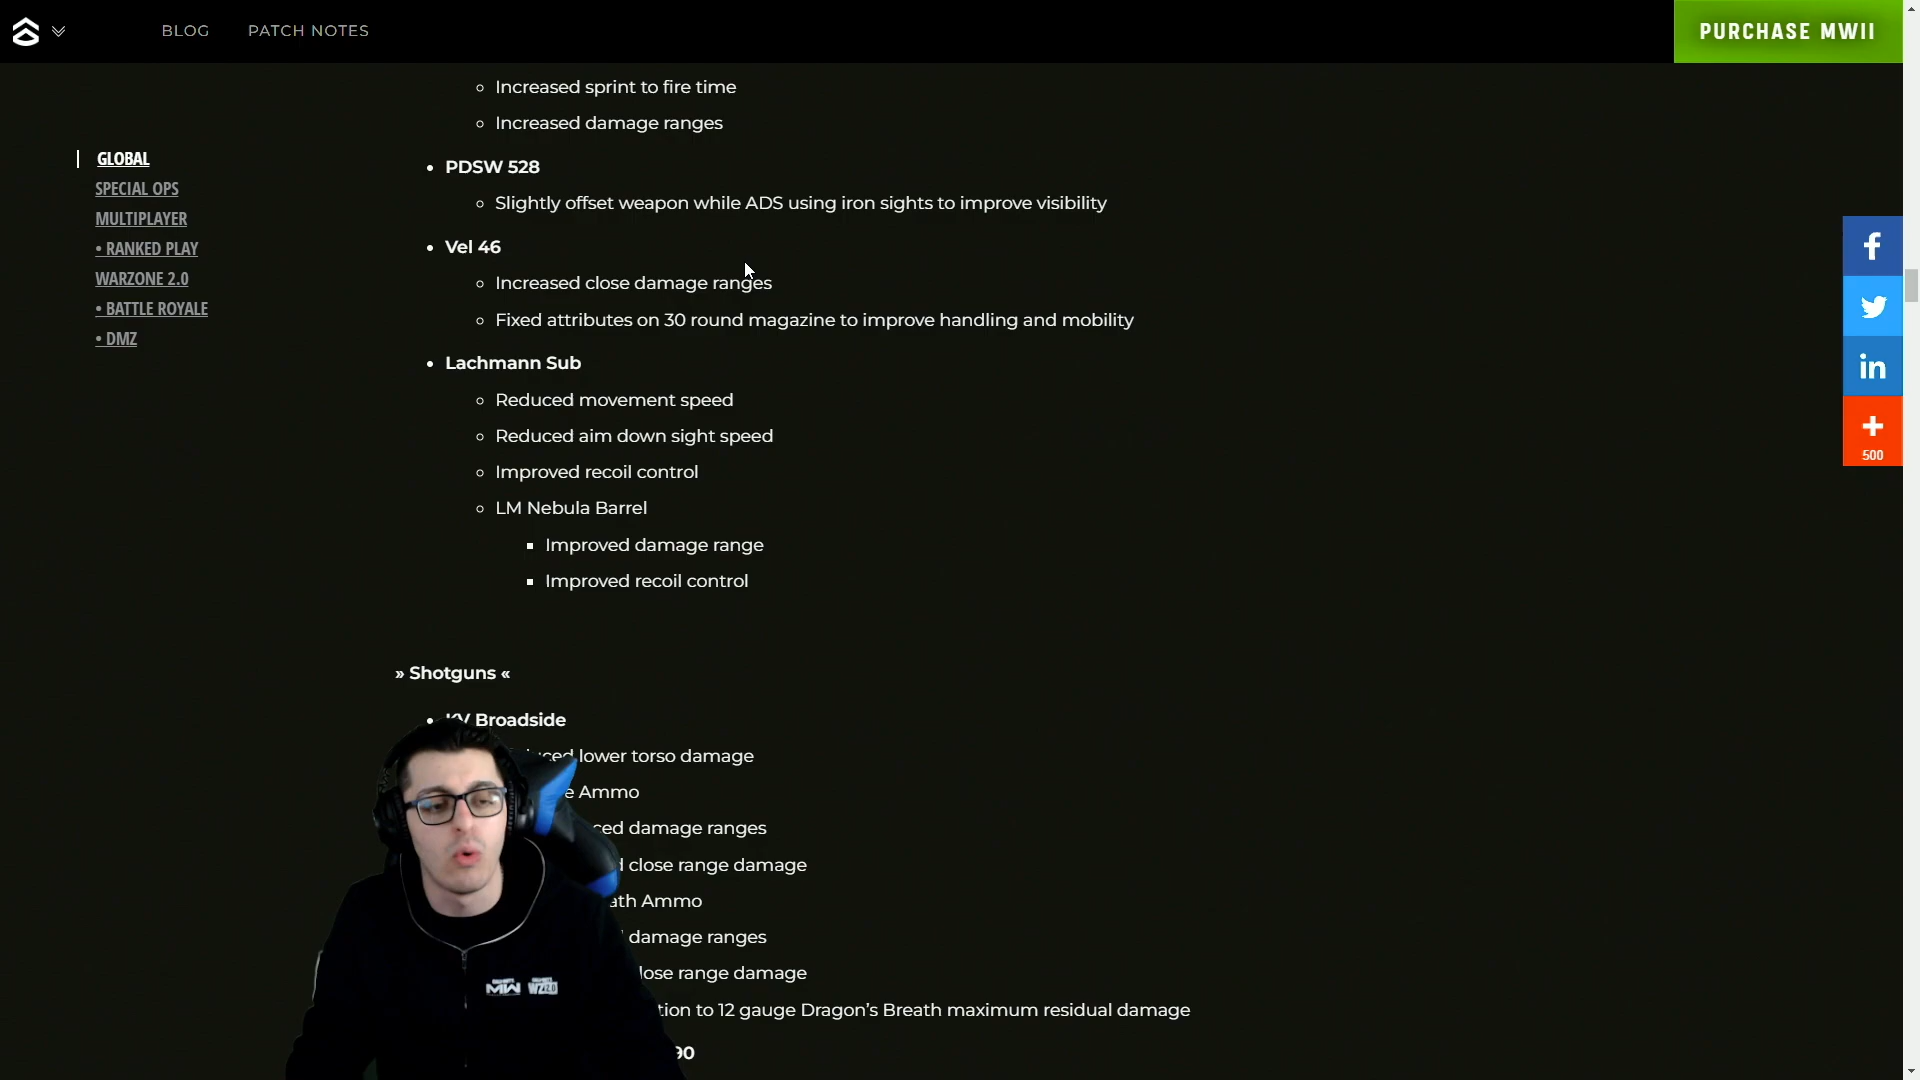 BLOG
PATCH NOTES
PURCHASE MWII
GLOBAL
SPECIAL OPS
MULTIPLAYER
• RANKED PLAY
WARZONE 2.0
• BATTLE ROYALE
• DMZ
Increased sprint to fire time
Increased damage ranges
PDSW 528
Slightly offset weapon while ADS using iron sights to improve visibility
Vel 46
Increased close damage ranges
Fixed attributes on 30 round magazine to improve handling and mobility
Lachmann Sub
Reduced movement speed
Reduced aim down sight speed
Improved recoil control
LM Nebula Barrel
Improved damage range
Improved recoil control
» Shotguns «
KV Broadside
lower torso damage
Ammo
damage ranges
close range damage
Ammo
damage ranges
range damage
to 12 gauge Dragon's Breath maximum residual damage
90
500
MW WZ2.0